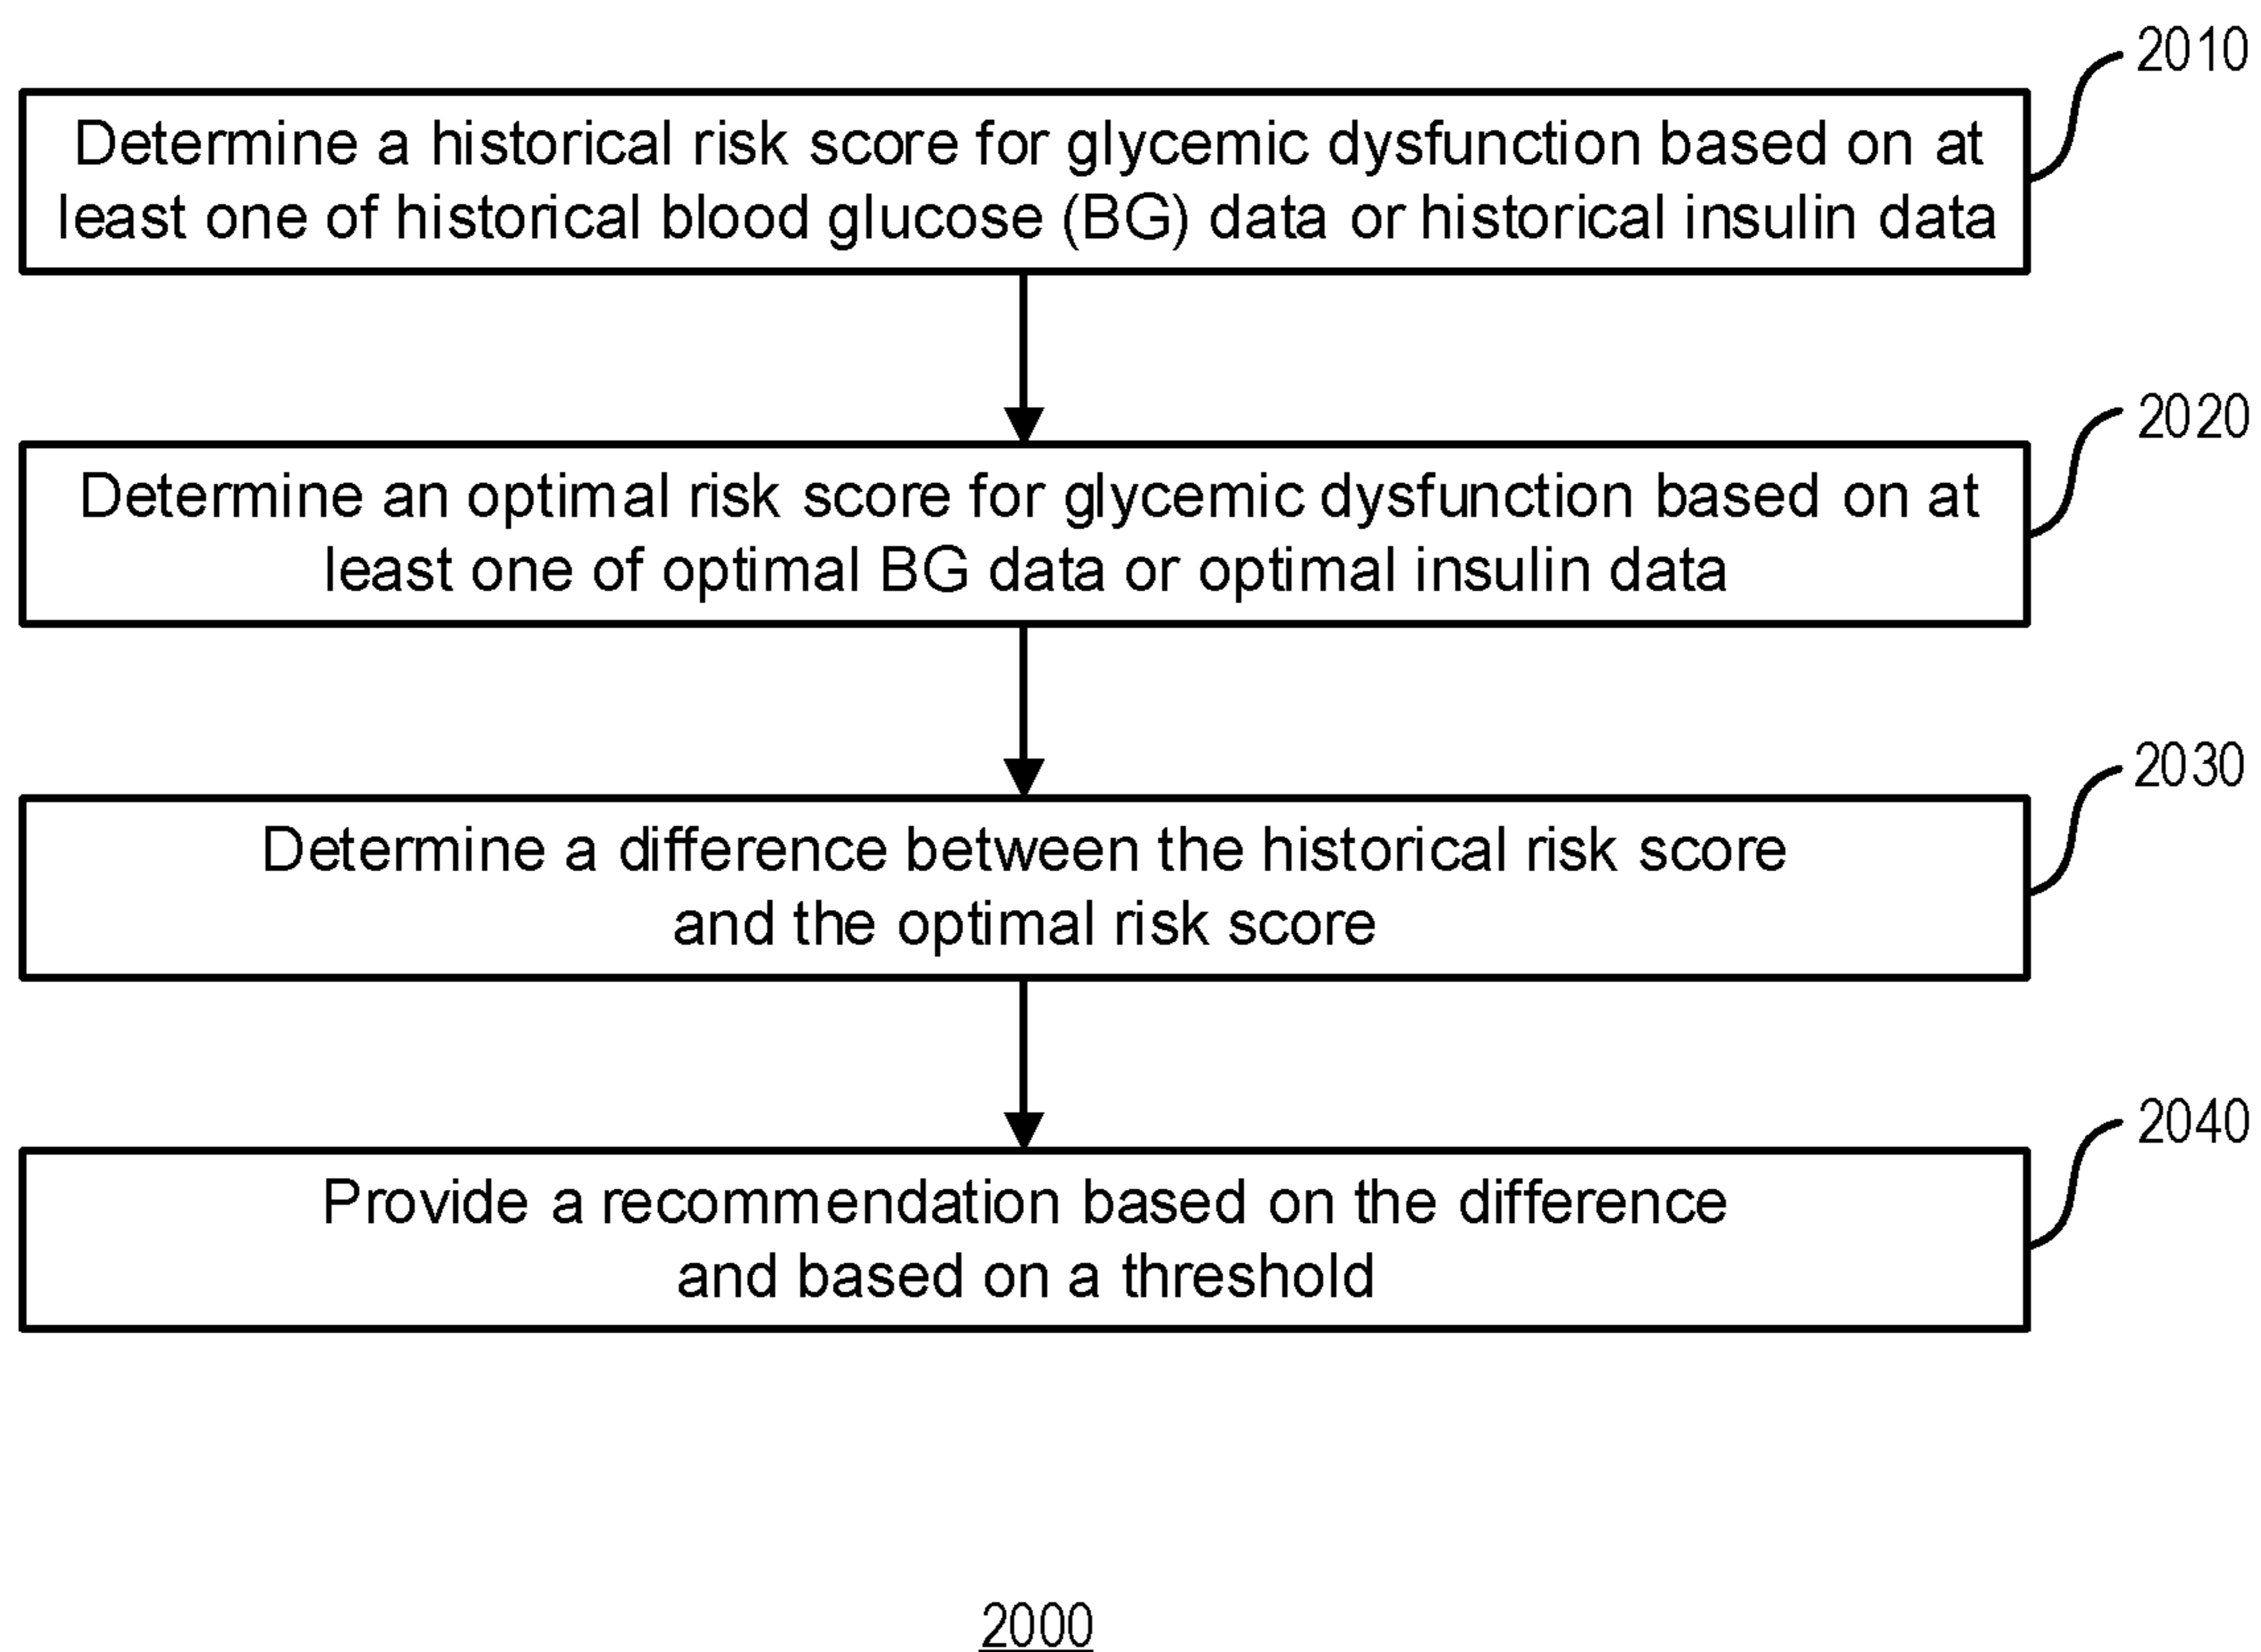 2010
Determine a historical risk score for glycemic dysfunction based on at
least one of historical blood glucose (BG) data or historical insulin data
2020
Determine an optimal risk score for glycemic dysfunction based on at
least one of optimal BG data or optimal insulin data
2030
Determine a difference between the historical risk score
and the optimal risk score
2040
Provide a recommendation based on the difference
and based on a threshold
2000